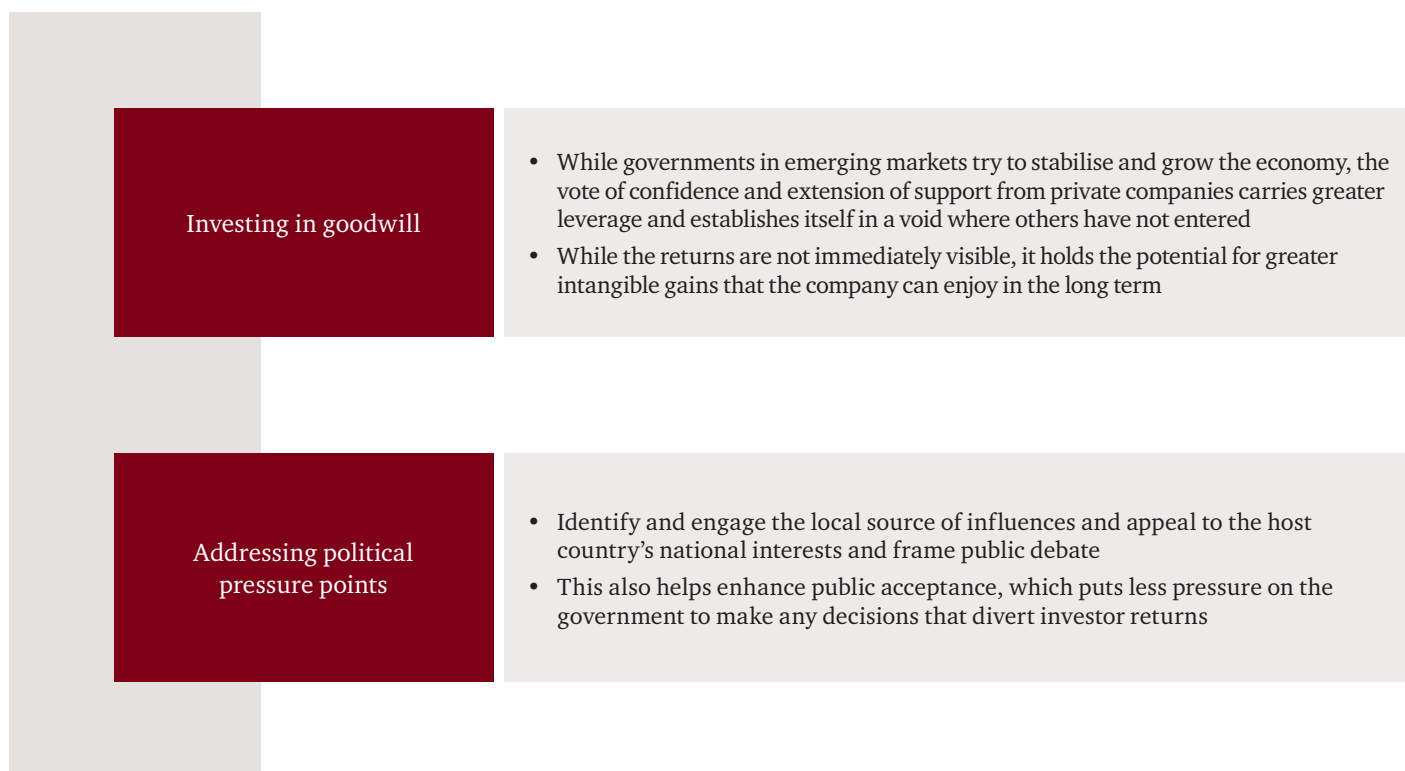 Investing in goodwill
• While governments in emerging markets try to stabilise and grow the economy, the
vote of confidence and extension of support from private companies carries greater
leverage and establishes itself in a void where others have not entered
• While the returns are not immediately visible, it holds the potential for greater
intangible gains that the company can enjoy in the long term
Addressing political
pressure points
• Identify and engage the local source of influences and appeal to the host
country’s national interests and frame public debate
• This also helps enhance public acceptance, which puts less pressure on the
government to make any decisions that divert investor returns